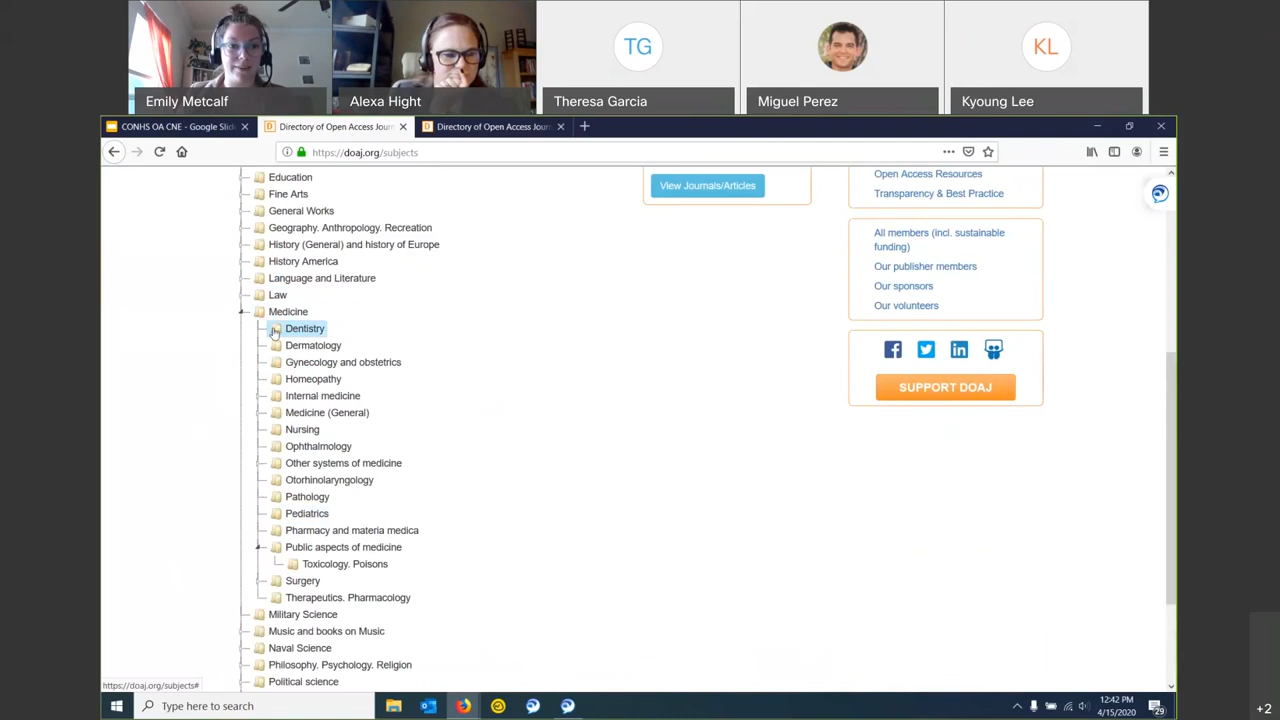 TG
KL
Emily Metcalf
Alexa Hight
Theresa Garcia
Miguel Perez
Kyoung Lee
CONHS OA CNE - Google Slid
Directory of Open Access Journ
Directory of Open Access Journ
https://doaj.org/subjects
Education
Fine Arts
General Works
Geography. Anthropology. Recreation
History (General) and history of Europe
History America
Language and Literature
Law
Medicine
Dentistry
Dermatology
Gynecology and obstetrics
Homeopathy
Internal medicine
Medicine (General)
Nursing
Ophthalmology
Other systems of medicine
Otorhinolaryngology
Pathology
Pediatrics
Pharmacy and materia medica
Public aspects of medicine
Toxicology. Poisons
Surgery
Therapeutics. Pharmacology
Military Science
Music and books on Music
Naval Science
Philosophy. Psychology. Religion
Political science
View Journals/Articles
Open Access Resources
Transparency & Best Practice
All members (incl. sustainable
funding)
Our publisher members
Our sponsors
Our volunteers
SUPPORT DOAJ
https://doaj.org/subjects#
Type here to search
12:42 PM
4/15/2020
29
+2